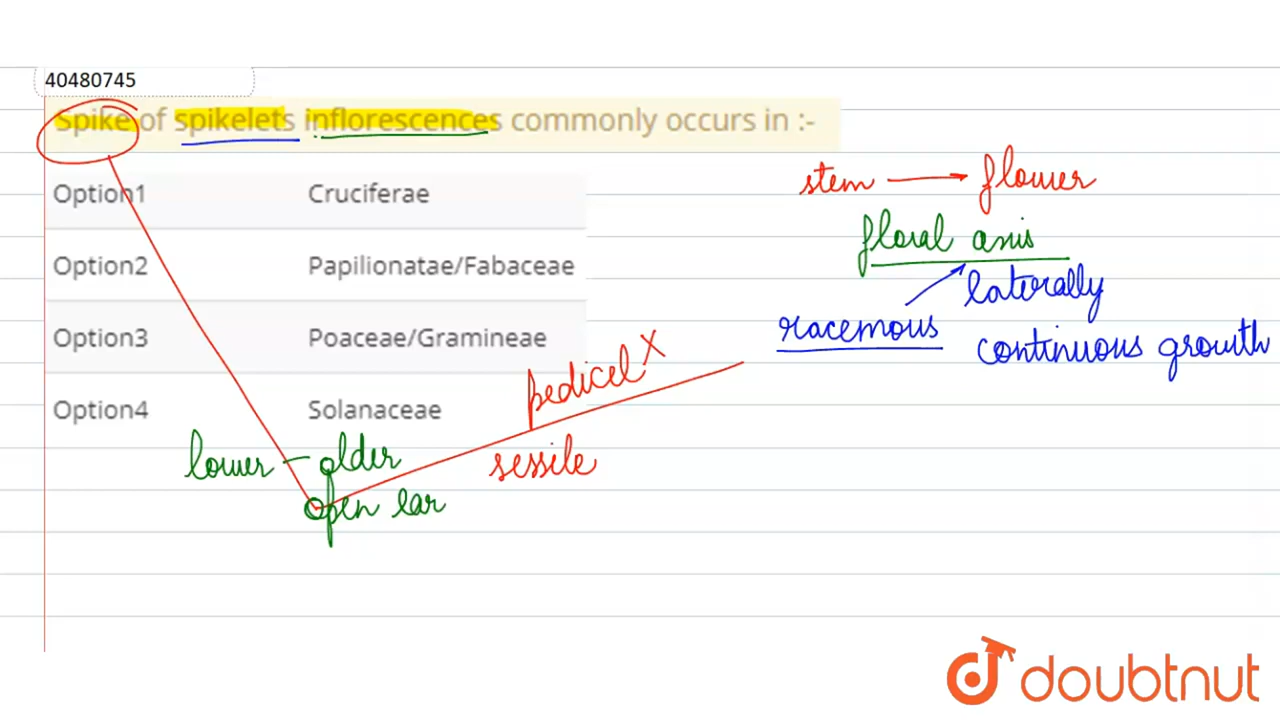 40480745
Spike of spikelets inflorescences commonly occurs in :-
Option1 Cruciferae
Option2 Papilionatae/Fabaceae
Option3 Poaceae/Gramineae
Option4 Solanaceae
stem → flower
floral axis
laterally
racemous
continuous growth
pedicel X
sessile
lower – older
open ear
doubtnut